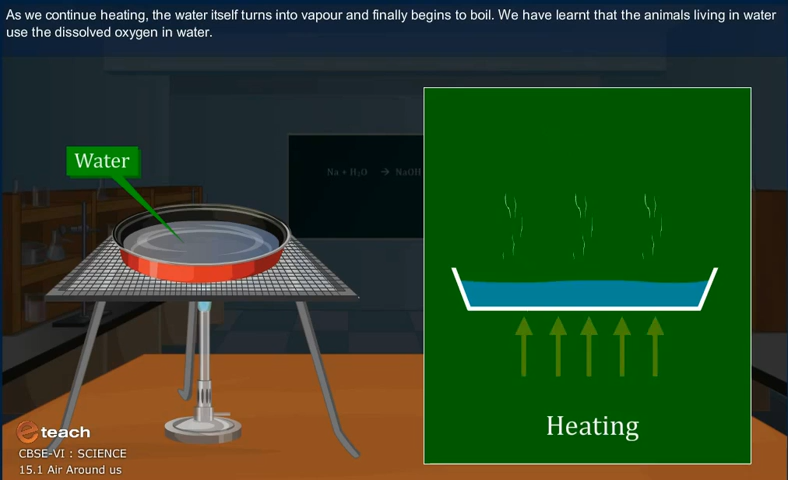 As we continue heating, the water itself turns into vapour and finally begins to boil. We have learnt that the animals living in water
use the dissolved oxygen in water.
Water
Na + H₂O → NaOH
Heating
eteach
CBSE-VI : SCIENCE
15.1 Air Around us